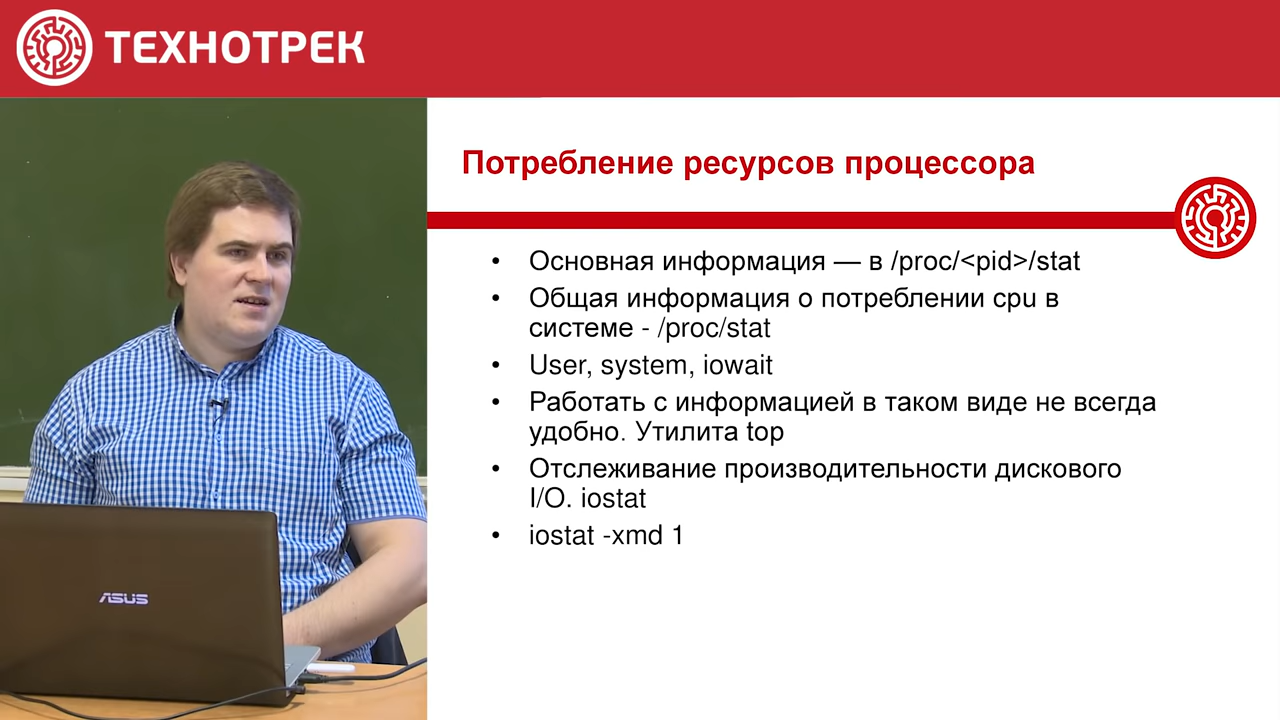 ТЕХНОТРЕК
Потребление ресурсов процессора
• Основная информация — в /proc/<pid>/stat
• Общая информация о потреблении cpu в
системе - /proc/stat
• User, system, iowait
• Работать с информацией в таком виде не всегда
удобно. Утилита top
• Отслеживание производительности дискового
I/O. iostat
• iostat -xmd 1
ASUS